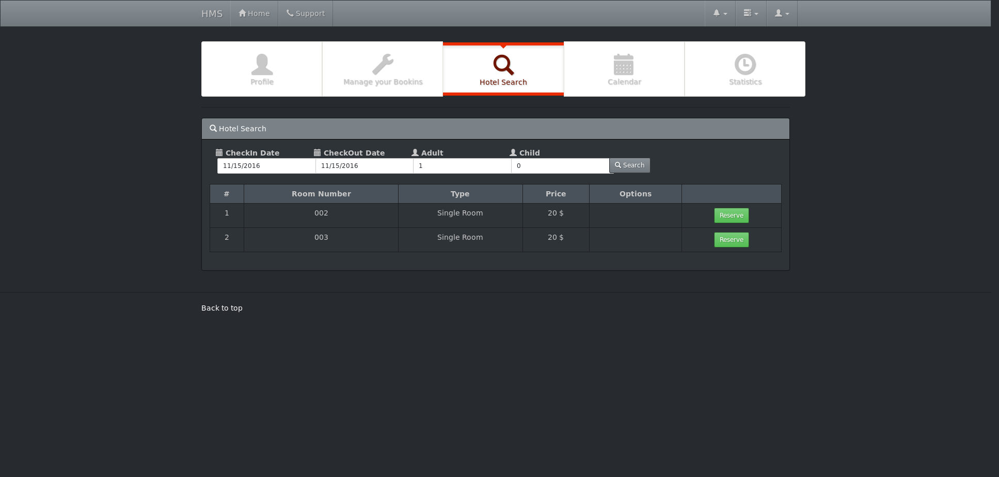 HMS Home Support
Profile Manage your Bookins Hotel Search Calendar Statistics
Hotel Search
CheckIn Date CheckOut Date Adult Child
11/15/2016 11/15/2016 1 0 Search
# Room Number Type Price Options
1 002 Single Room 20 $ Reserve
2 003 Single Room 20 $ Reserve
Back to top